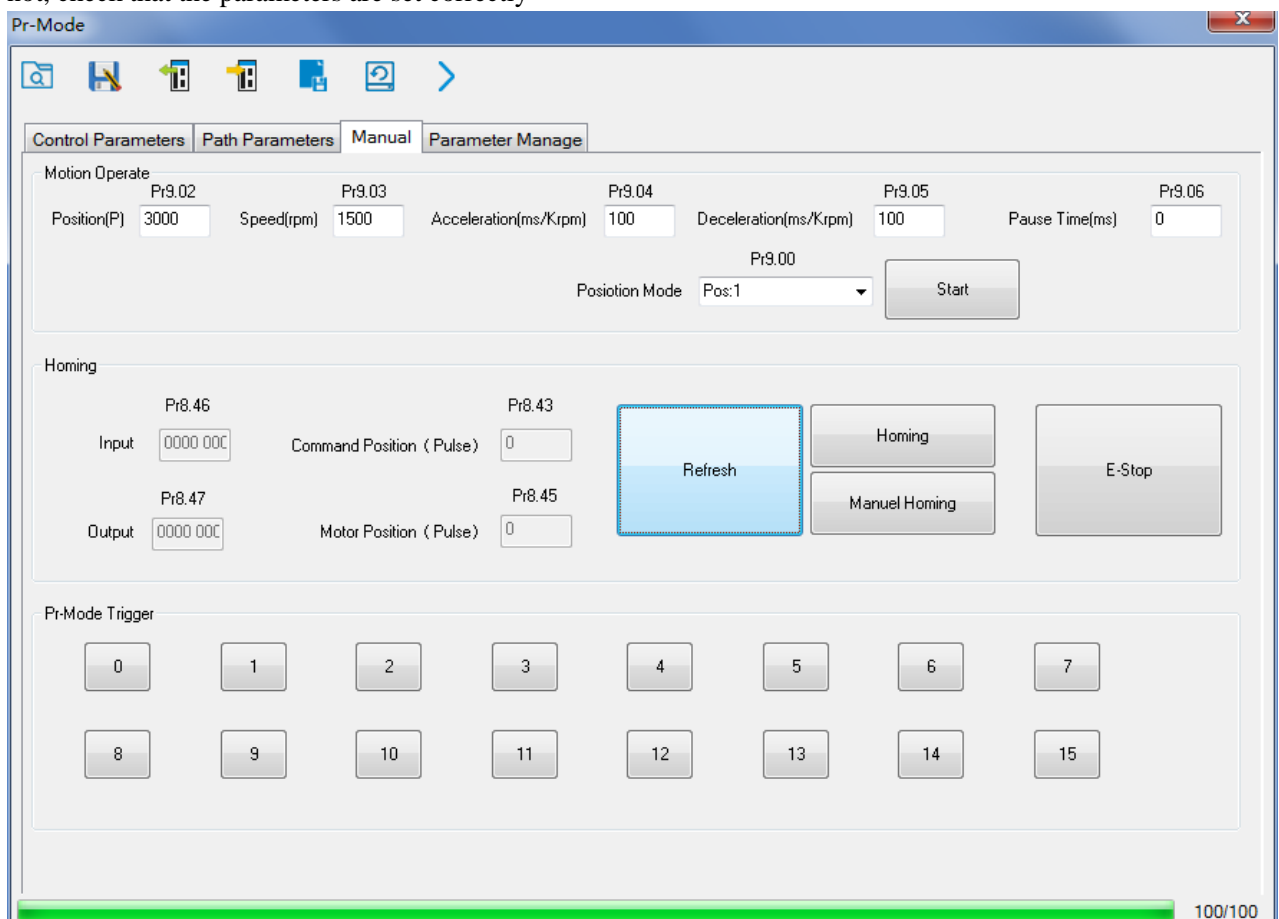 not, check that the parameters are set correctly
Pr-Mode
Control Parameters Path Parameters Manual Parameter Manage
Motion Operate
Pr9.02 Pr9.03 Pr9.04 Pr9.05 Pr9.06
Position(P) 3000 Speed(rpm) 1500 Acceleration(ms/Krpm) 100 Deceleration(ms/Krpm) 100 Pause Time(ms) 0
Pr9.00
Posiotion Mode Pos:1 Start
Homing
Pr8.46 Pr8.43
Input 0000 00C Command Position ( Pulse) 0
Refresh Homing Manuel Homing E-Stop
Pr8.47 Pr8.45
Output 0000 00C Motor Position ( Pulse) 0
Pr-Mode Trigger
0 1 2 3 4 5 6 7
8 9 10 11 12 13 14 15
100/100